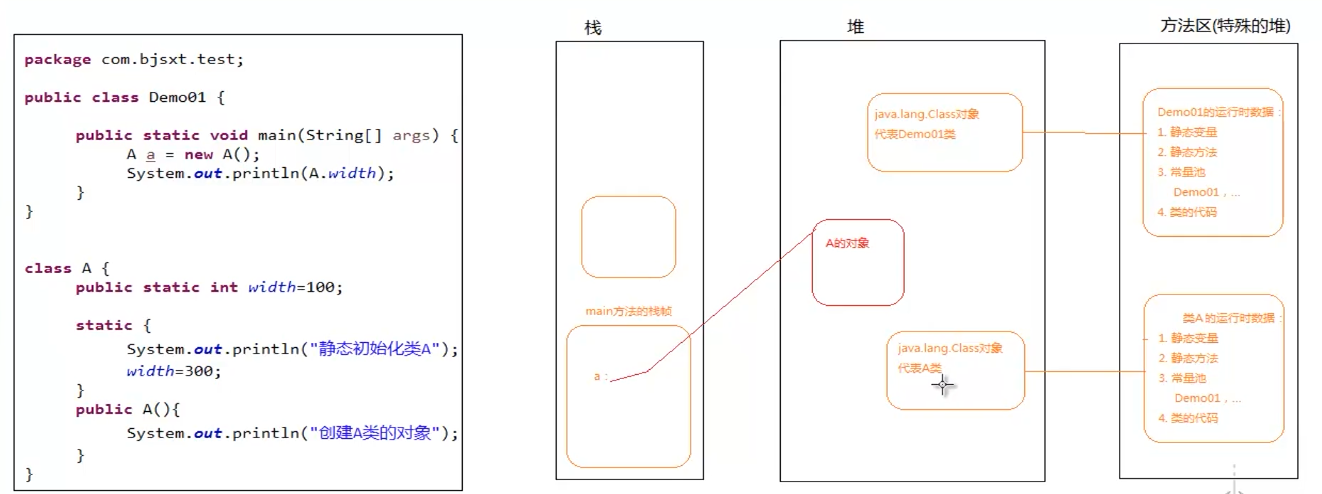 package com.bjsxt.test;
public class Demo01 {
public static void main(String[] args) {
A a = new A();
System.out.println(A.width);
}
}
class A {
public static int width=100;
static {
System.out.println("静态初始化类A");
width=300;
}
public A(){
System.out.println("创建A类的对象");
}
}
栈
main方法的栈帧
a：
堆
java.lang.Class对象
代表Demo01类
A的对象
java.lang.Class对象
代表A类
方法区(特殊的堆)
Demo01的运行时数据：
1. 静态变量
2. 静态方法
3. 常量池
Demo01，...
4. 类的代码
类A的运行时数据：
1. 静态变量
2. 静态方法
3. 常量池
Demo01，...
4. 类的代码